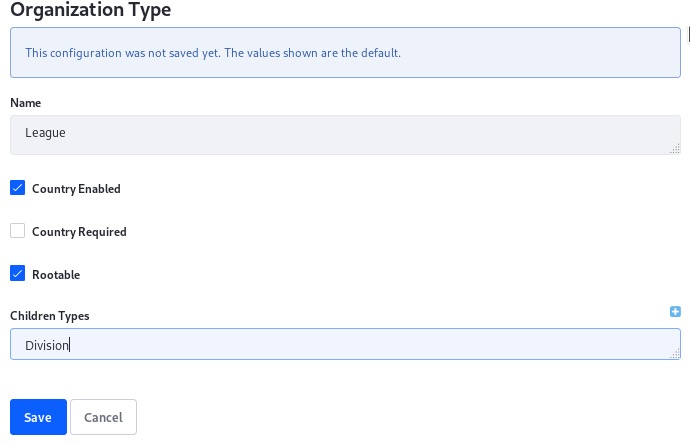 Organization Type
This configuration was not saved yet. The values shown are the default.
Name
League
Country Enabled
Country Required
Rootable
Children Types
Division
Save Cancel